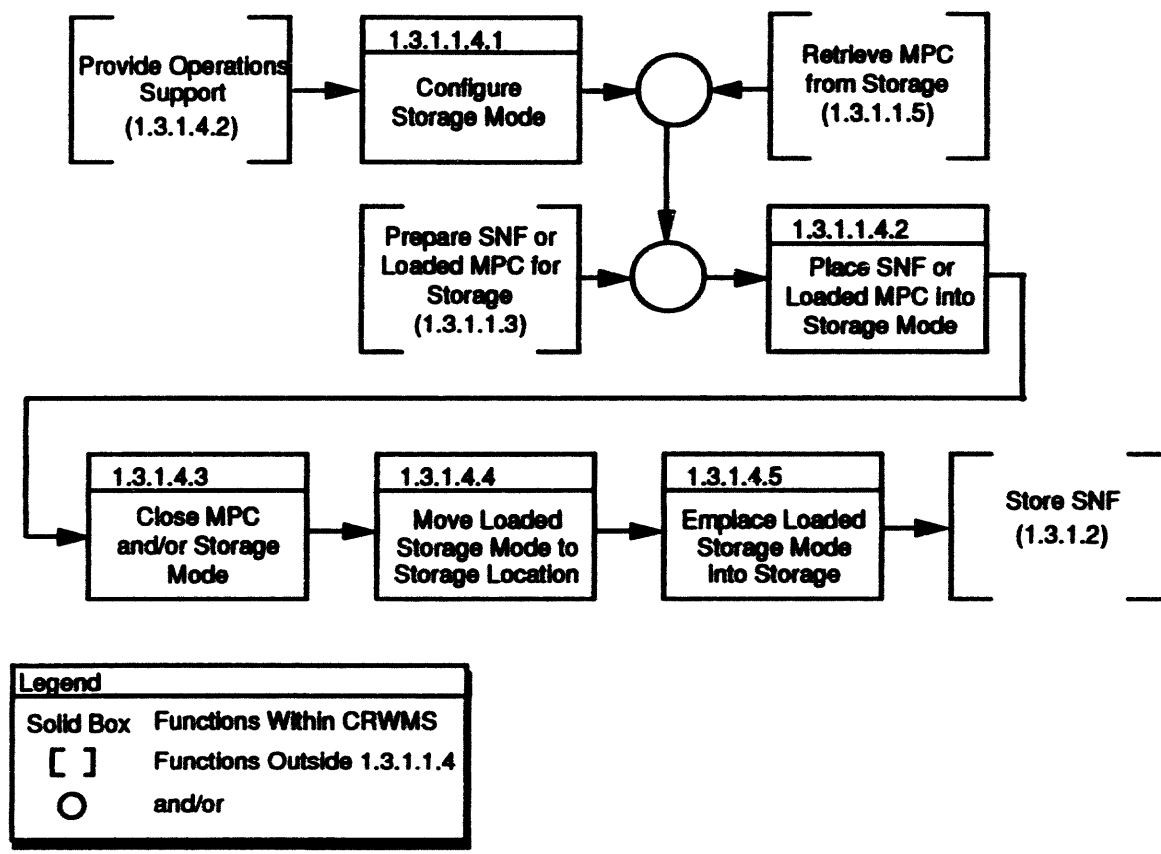 Provide Operations
Support
(1.3.1.4.2)
1.3.1.1.4.1
Configure
Storage Mode
Retrieve MPC
from Storage
(1.3.1.1.5)
Prepare SNF or
Loaded MPC for
Storage
(1.3.1.1.3)
1.3.1.1.4.2
Place SNF or
Loaded MPC into
Storage Mode
1.3.1.4.3
Close MPC
and/or Storage
Mode
1.3.1.4.4
Move Loaded
Storage Mode to
Storage Location
1.3.1.4.5
Emplace Loaded
Storage Mode
into Storage
Store SNF
(1.3.1.2)
Legend
Solid Box Functions Within CRWMS
[ ] Functions Outside 1.3.1.1.4
and/or